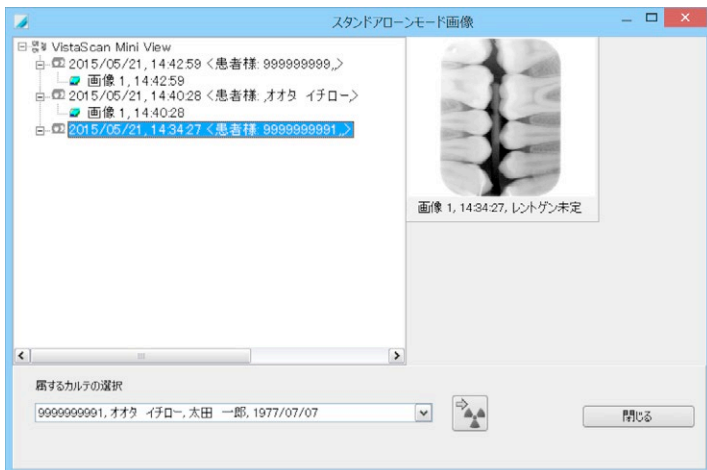 スタンドアローンモード画像
VistaScan Mini View
2015/05/21, 14:42:59 <患者様: 999999999,,>
画像 1, 14:42:59
2015/05/21, 14:40:28 <患者様: ,オオタ イチロー,>
画像 1, 14:40:28
2015/05/21, 14:34:27 <患者様: 9999999991,,>
画像 1, 14:34:27, レントゲン未定
属するカルテの選択
9999999991, オオタ イチロー, 太田 一郎, 1977/07/07
閉じる